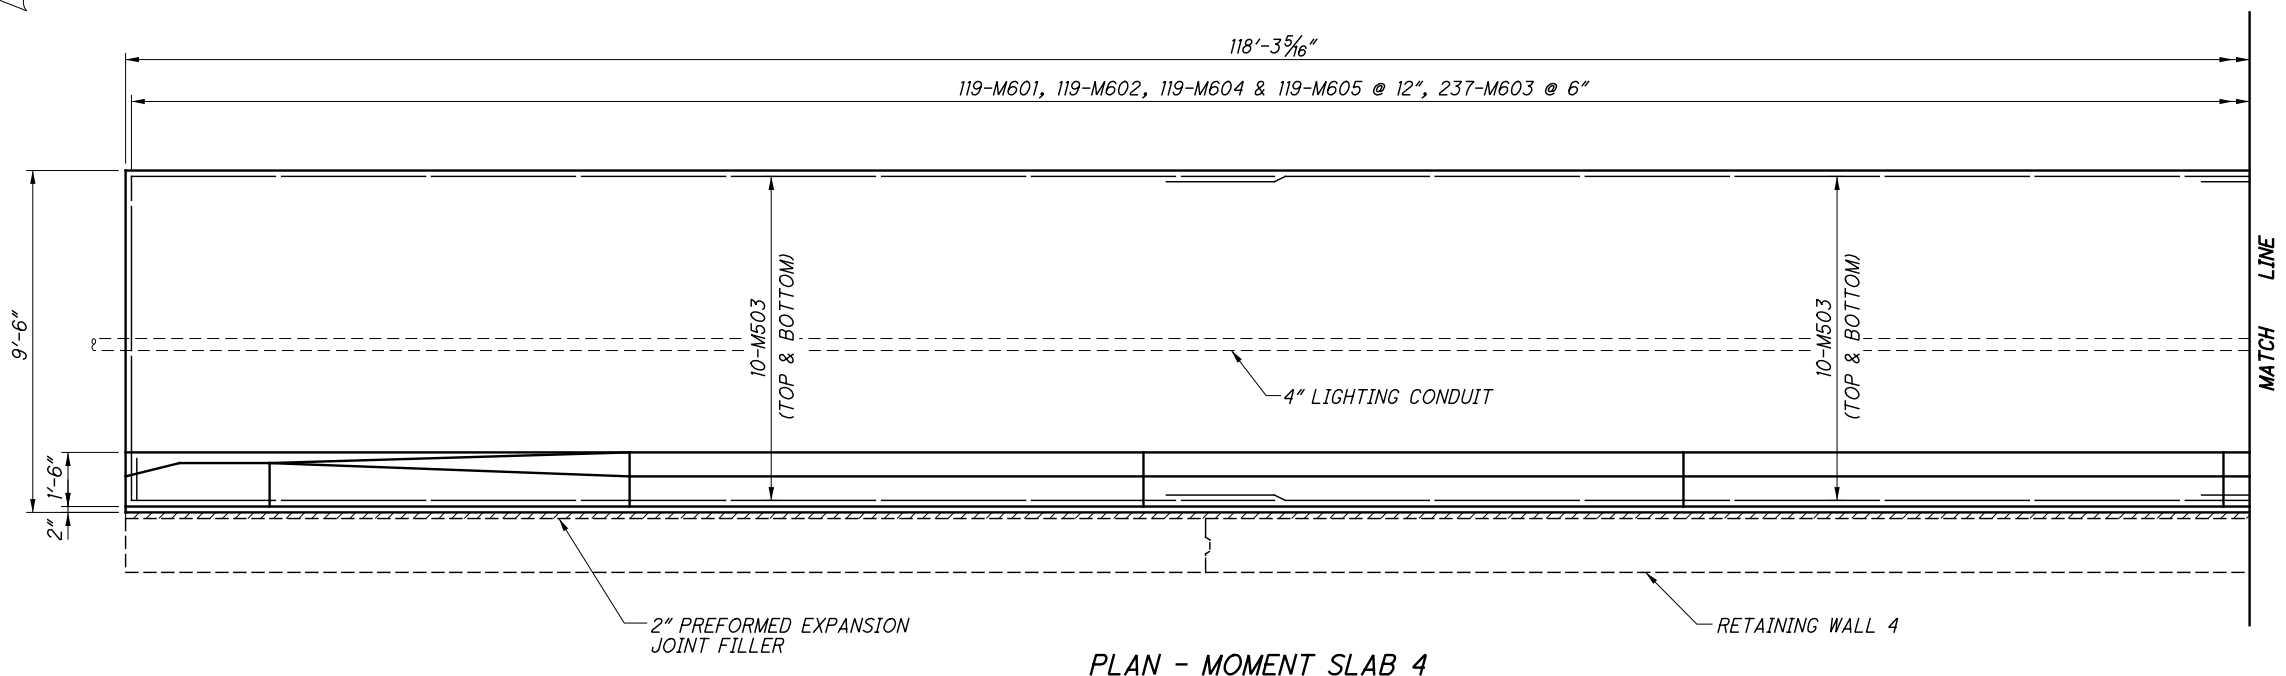 118'-3 5/16"
119-M601, 119-M602, 119-M604 & 119-M605 @ 12", 237-M603 @ 6"
9'-6"
1'-6"
2"
10-M503
(TOP & BOTTOM)
10-M503
(TOP & BOTTOM)
4" LIGHTING CONDUIT
MATCH LINE
2" PREFORMED EXPANSION
JOINT FILLER
RETAINING WALL 4
PLAN - MOMENT SLAB 4